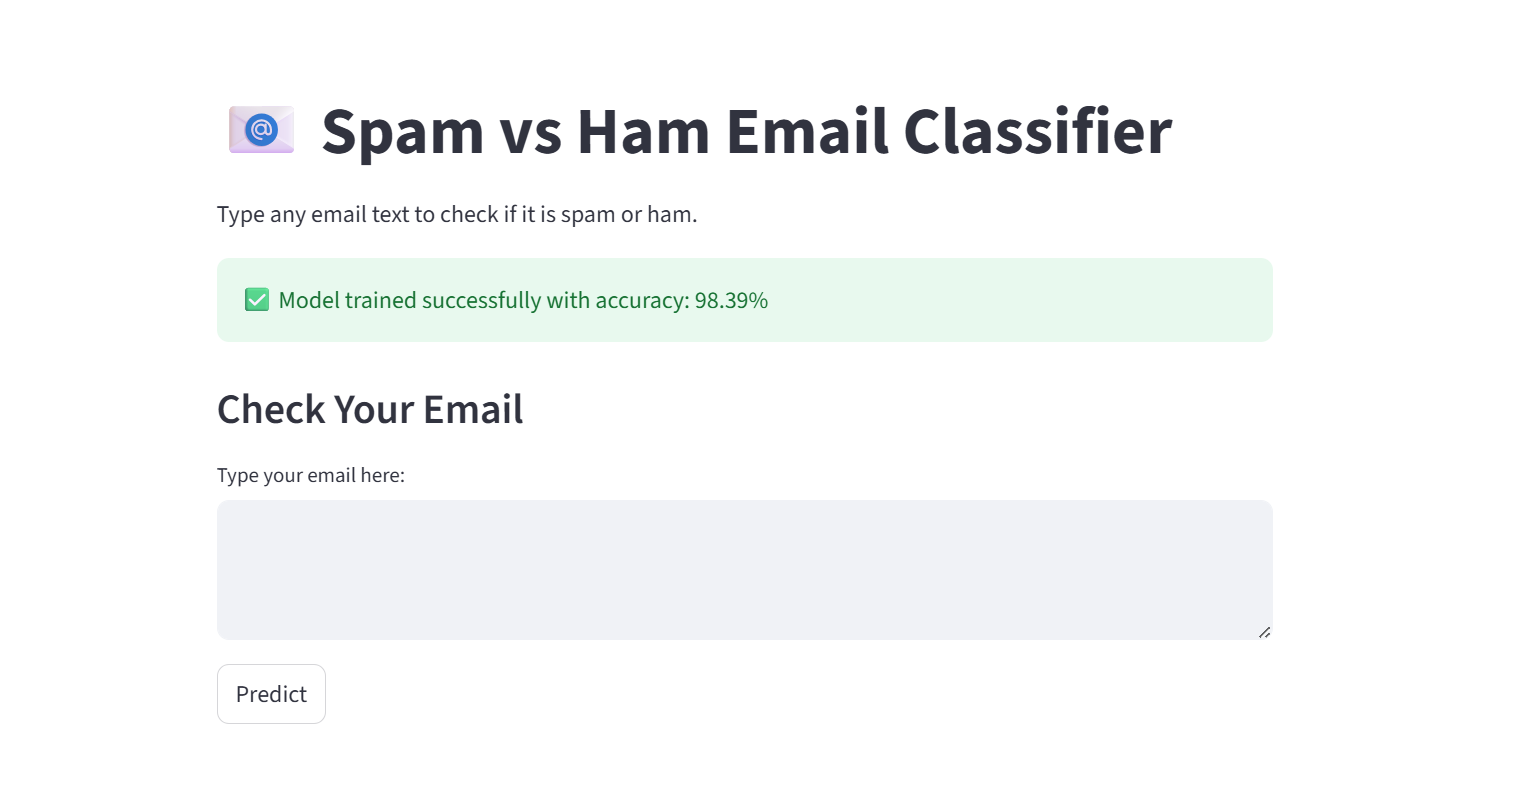 Spam vs Ham Email Classifier
Type any email text to check if it is spam or ham.
Model trained successfully with accuracy: 98.39%
Check Your Email
Type your email here:
Predict